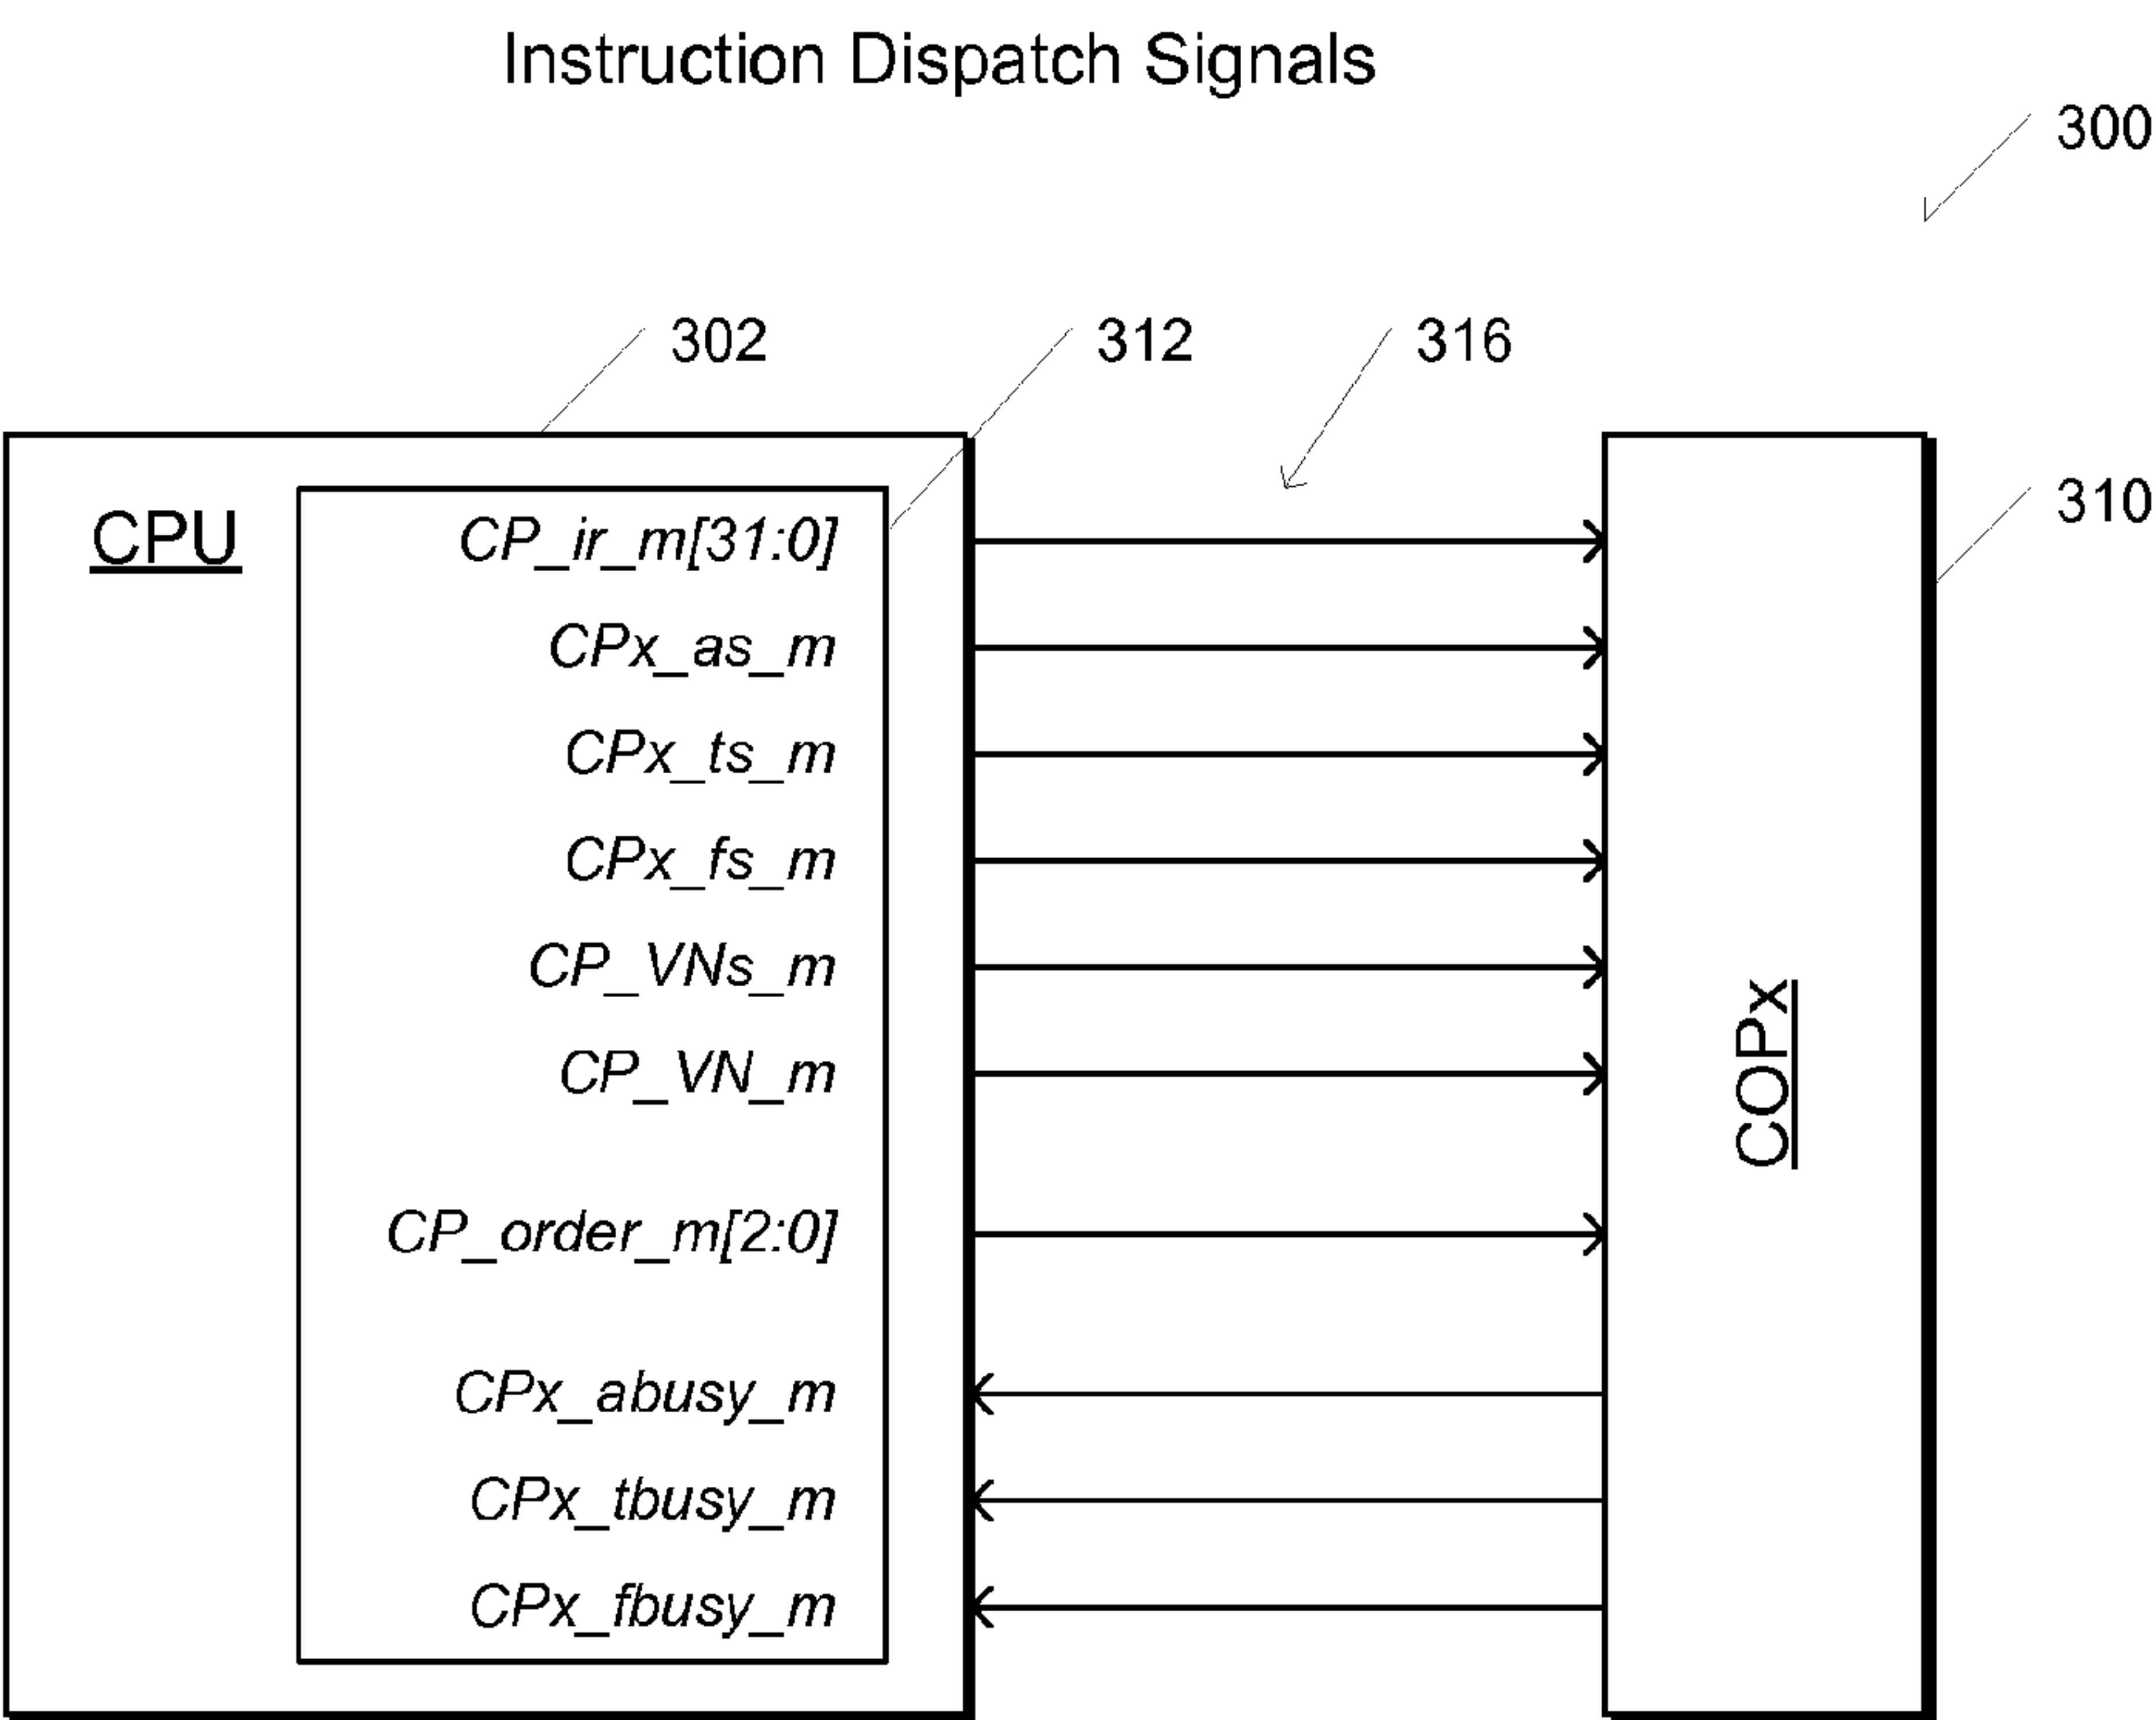 Instruction Dispatch Signals
300
302
312
316
310
CPU
CP_ir_m[31:0]
CPx_as_m
CPx_ts_m
CPx_fs_m
CP_VNs_m
CP_VN_m
CP_order_m[2:0]
CPx_abusy_m
CPx_tbusy_m
CPx_fbusy_m
COPx